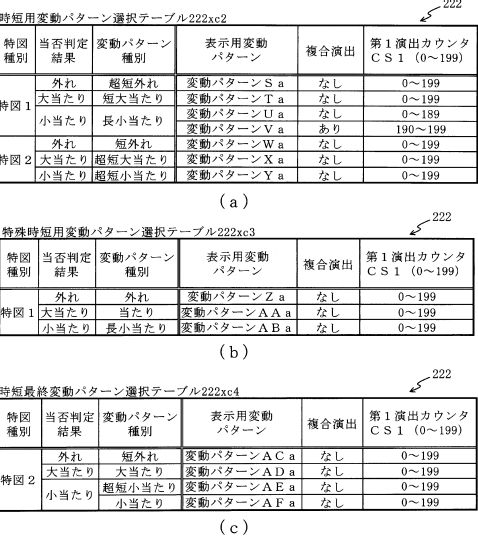 222
時短用変動パターン選択テーブル222xc2
特図種別 当否判定結果 変動パターン種別 表示用変動パターン 複合演出 第1演出カウンタCS1（0～199）
特図1 外れ 超短外れ 変動パターンSa なし 0～199
大当たり 短大当たり 変動パターンTa なし 0～199
小当たり 長小当たり 変動パターンUa なし 0～189
変動パターンVa あり 190～199
特図2 外れ 短外れ 変動パターンWa なし 0～199
大当たり 超短大当たり 変動パターンXa なし 0～199
小当たり 超短小当たり 変動パターンYa なし 0～199
(a)
222
特殊時短用変動パターン選択テーブル222xc3
特図種別 当否判定結果 変動パターン種別 表示用変動パターン 複合演出 第1演出カウンタCS1（0～199）
特図1 外れ 外れ 変動パターンZa なし 0～199
大当たり 当たり 変動パターンAAa なし 0～199
小当たり 長小当たり 変動パターンABa なし 0～199
(b)
222
時短最終変動パターン選択テーブル222xc4
特図種別 当否判定結果 変動パターン種別 表示用変動パターン 複合演出 第1演出カウンタCS1（0～199）
特図2 外れ 短外れ 変動パターンACa なし 0～199
大当たり 大当たり 変動パターンADa なし 0～199
小当たり 超短小当たり 変動パターンAEa なし 0～199
小当たり 変動パターンAFa なし 0～199
(c)